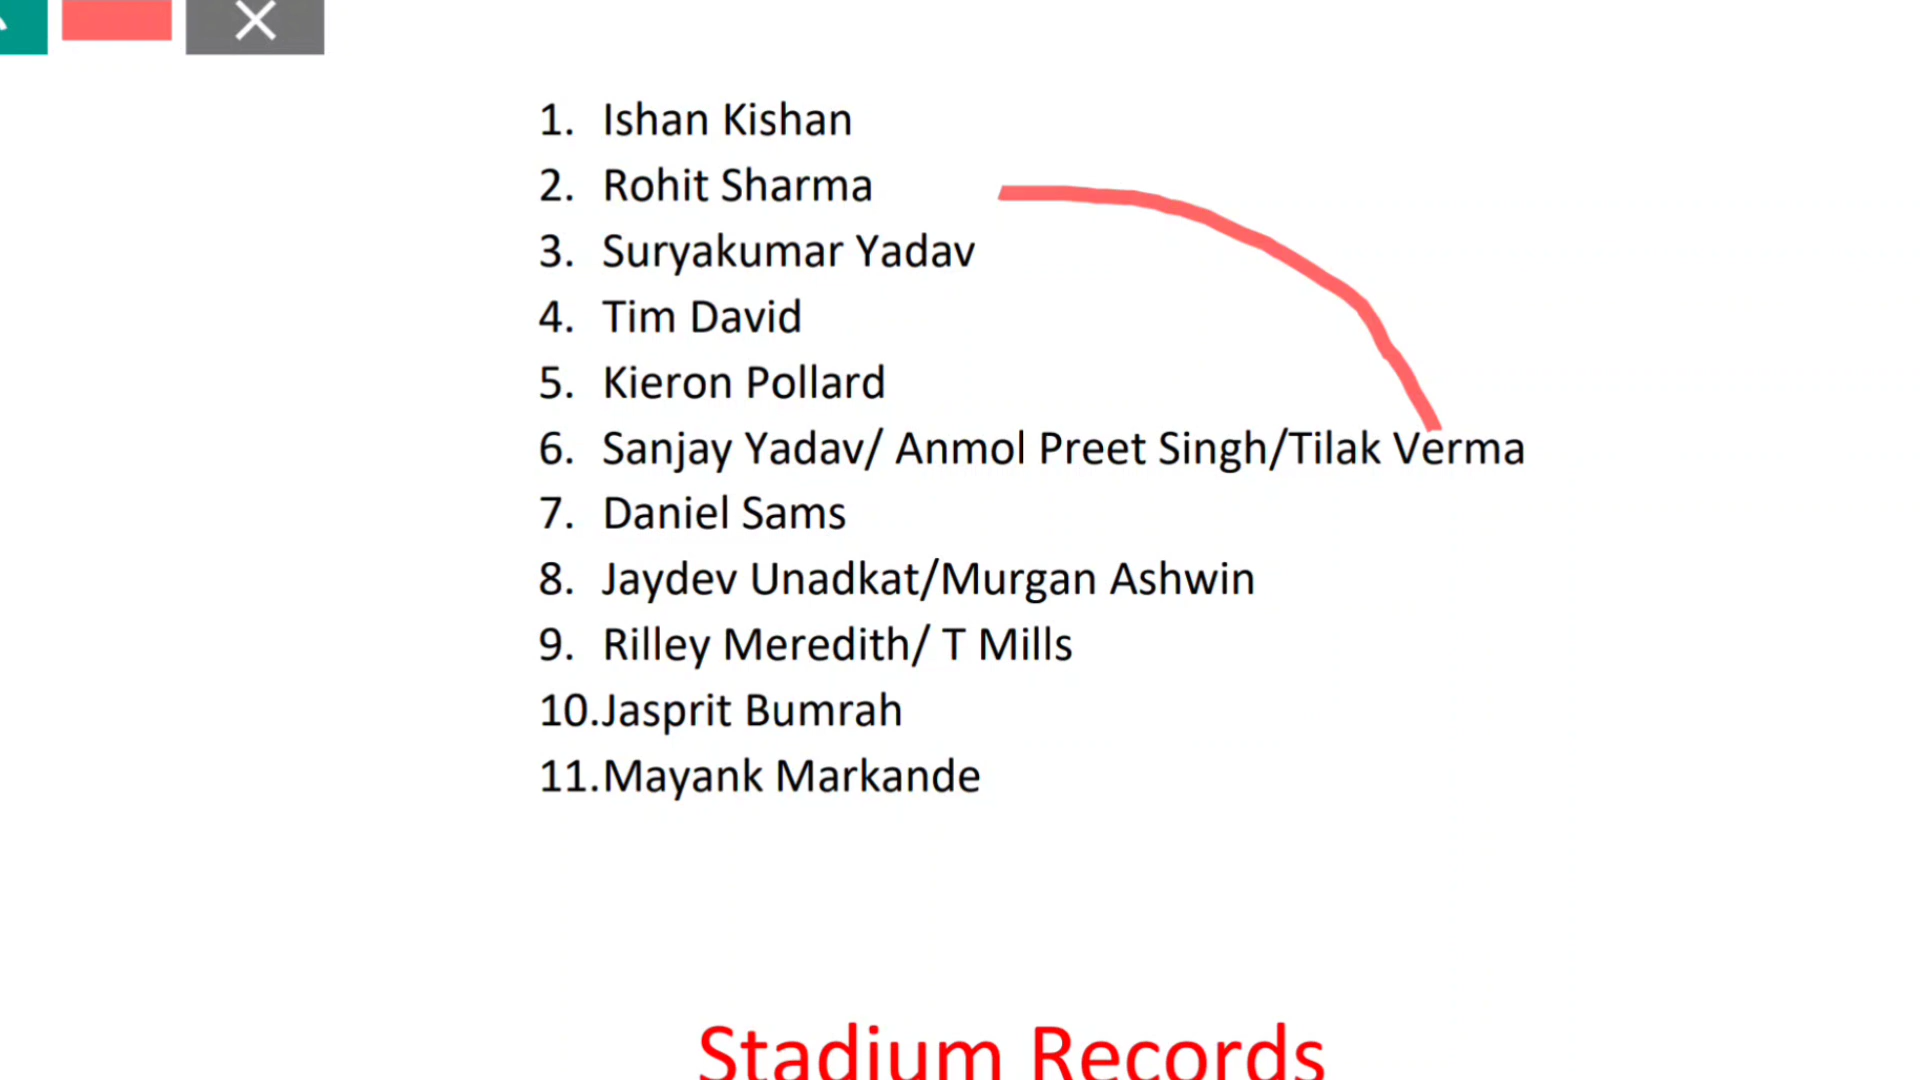 1. Ishan Kishan
2. Rohit Sharma
3. Suryakumar Yadav
4. Tim David
5. Kieron Pollard
6. Sanjay Yadav/ Anmol Preet Singh/Tilak Verma
7. Daniel Sams
8. Jaydev Unadkat/Murgan Ashwin
9. Rilley Meredith/ T Mills
10.Jasprit Bumrah
11.Mayank Markande
Stadium Records